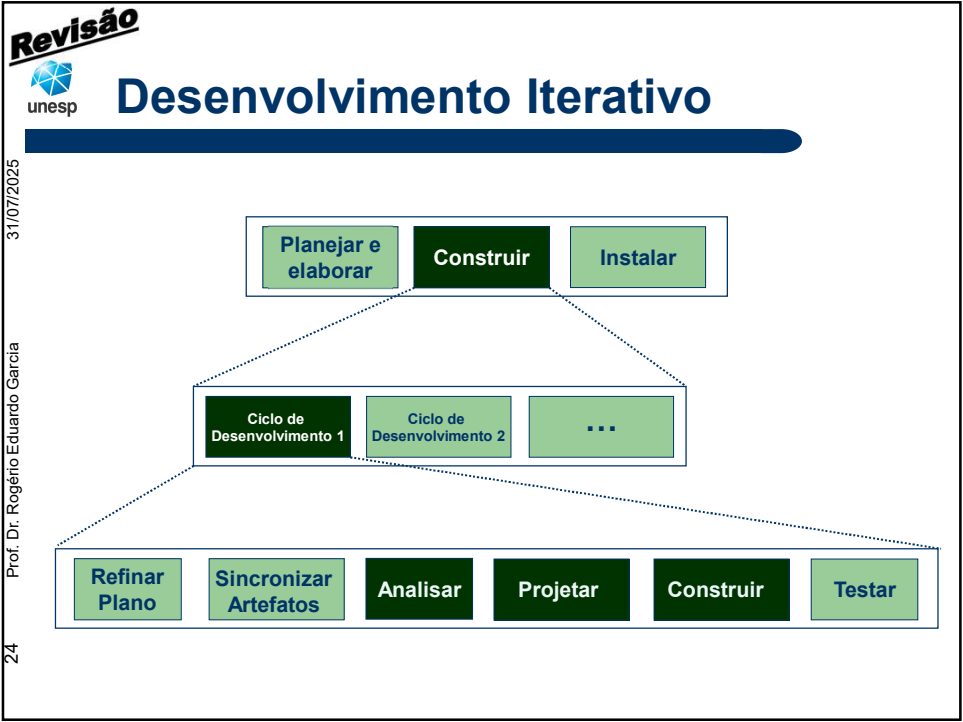 Revisão
unesp
Desenvolvimento Iterativo
31/07/2025
Prof. Dr. Rogério Eduardo Garcia
24
Planejar e
elaborar
Construir
Instalar
Ciclo de
Desenvolvimento 1
Ciclo de
Desenvolvimento 2
...
Refinar
Plano
Sincronizar
Artefatos
Analisar
Projetar
Construir
Testar